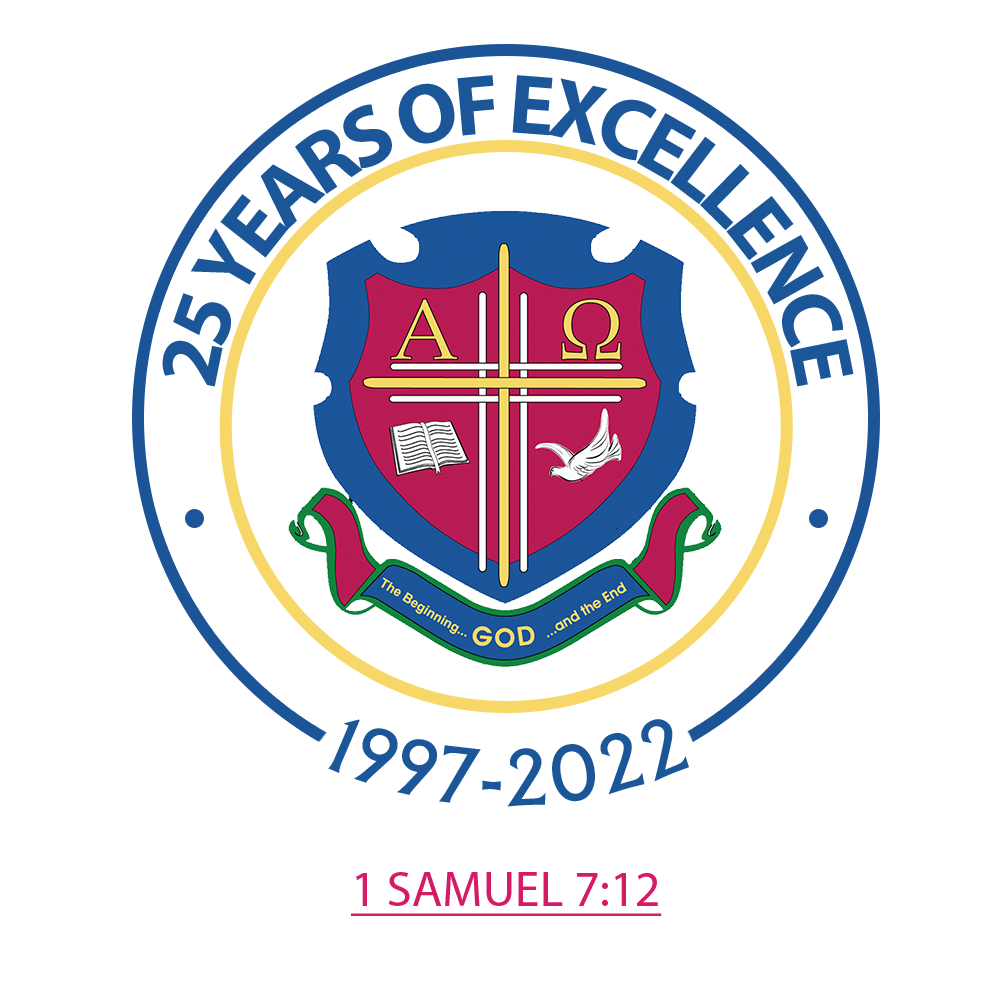 25 YEARS OF EXCELLENCE
Α Ω
The Beginning... GOD ...and the End
1997-2022
1 SAMUEL 7:12